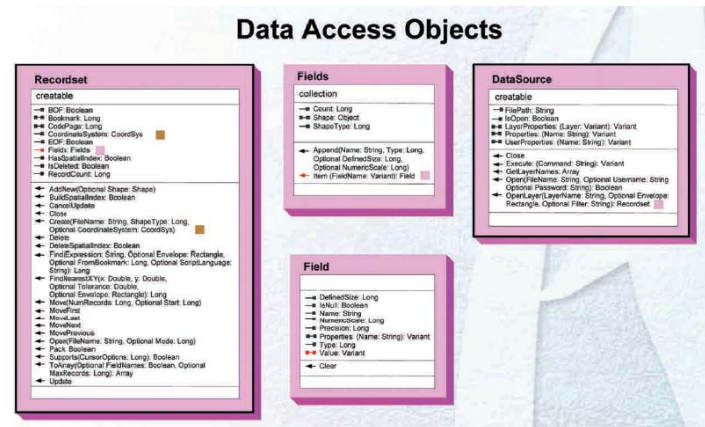 Data Access Objects
Recordset
creatable
BOF: Boolean
Bookmark: Long
CodePage: Long
CoordinateSystem: CoordSys
EOF: Boolean
Fields: Fields
HasSpatialIndex: Boolean
IsDeleted: Boolean
RecordCount: Long
AddNew(Optional Shape: Shape)
BuildSpatialIndex: Boolean
CancelUpdate
Close
Create(FileName: String, ShapeType: Long,
Optional CoordinateSystem: CoordSys)
Delete
DeleteSpatialIndex: Boolean
Find(Expression: String, Optional Envelope: Rectangle,
Optional FromBookmark: Long, Optional ScriptLanguage:
String): Long
FindNearestXY(x: Double, y: Double,
Optional Tolerance: Double,
Optional Envelope: Rectangle): Long
Move(NumRecords: Long, Optional Start: Long)
MoveFirst
MoveLast
MoveNext
MovePrevious
Open(FileName: String, Optional Mode: Long)
Pack Boolean
Supports(CursorOptions: Long): Boolean
ToArray(Optional FieldNames: Boolean, Optional
MaxRecords: Long): Array
Update
Fields
collection
Count: Long
Shape: Object
ShapeType: Long
Append(Name: String, Type: Long,
Optional DefinedSize: Long,
Optional NumericScale: Long)
Item (FieldName: Variant): Field
Field
DefinedSize: Long
IsNull: Boolean
Name: String
NumericScale: Long
Precision: Long
Properties: (Name: String): Variant
Type: Long
Value: Variant
Clear
DataSource
creatable
FilePath: String
IsOpen: Boolean
LayerProperties: (Layer: Variant): Variant
Properties: (Name: String): Variant
UserProperties: (Name: String): Variant
Close
Execute: (Command: String): Variant
GetLayerNames: Array
Open(FileName: String, Optional Username: String
Optional Password: String): Boolean
OpenLayer(LayerName: String, Optional Envelope:
Rectangle, Optional Filter: String): Recordset